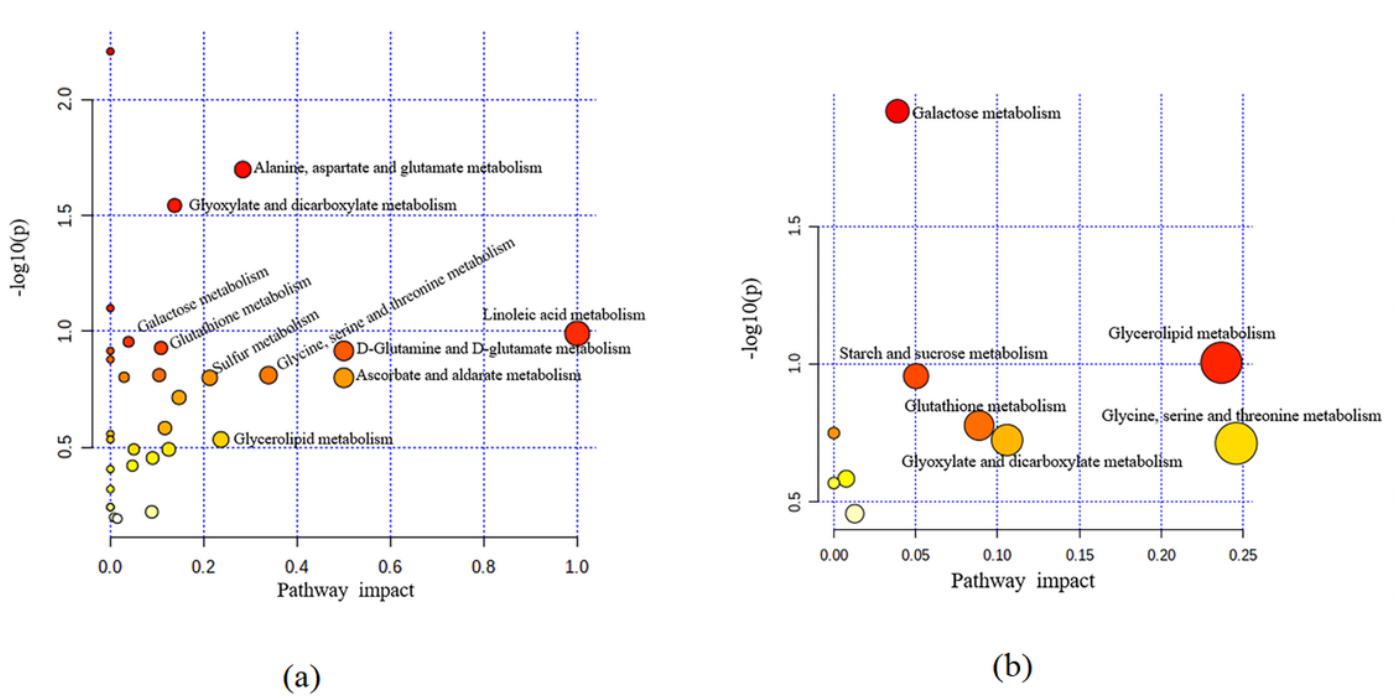 2.0
1.5
1.0
0.5
-log10(p)
Alanine, aspartate and glutamate metabolism
Glyoxylate and dicarboxylate metabolism
Galactose metabolism
Glutathione metabolism
Sulfur metabolism
Glycine, serine and threonine metabolism
Linoleic acid metabolism
D-Glutamine and D-glutamate metabolism
Ascorbate and aldarate metabolism
Glycerolipid metabolism
0.0 0.2 0.4 0.6 0.8 1.0
Pathway impact
(a)
1.5
1.0
0.5
-log10(p)
Galactose metabolism
Glycerolipid metabolism
Starch and sucrose metabolism
Glutathione metabolism
Glycine, serine and threonine metabolism
Glyoxylate and dicarboxylate metabolism
0.00 0.05 0.10 0.15 0.20 0.25
Pathway impact
(b)